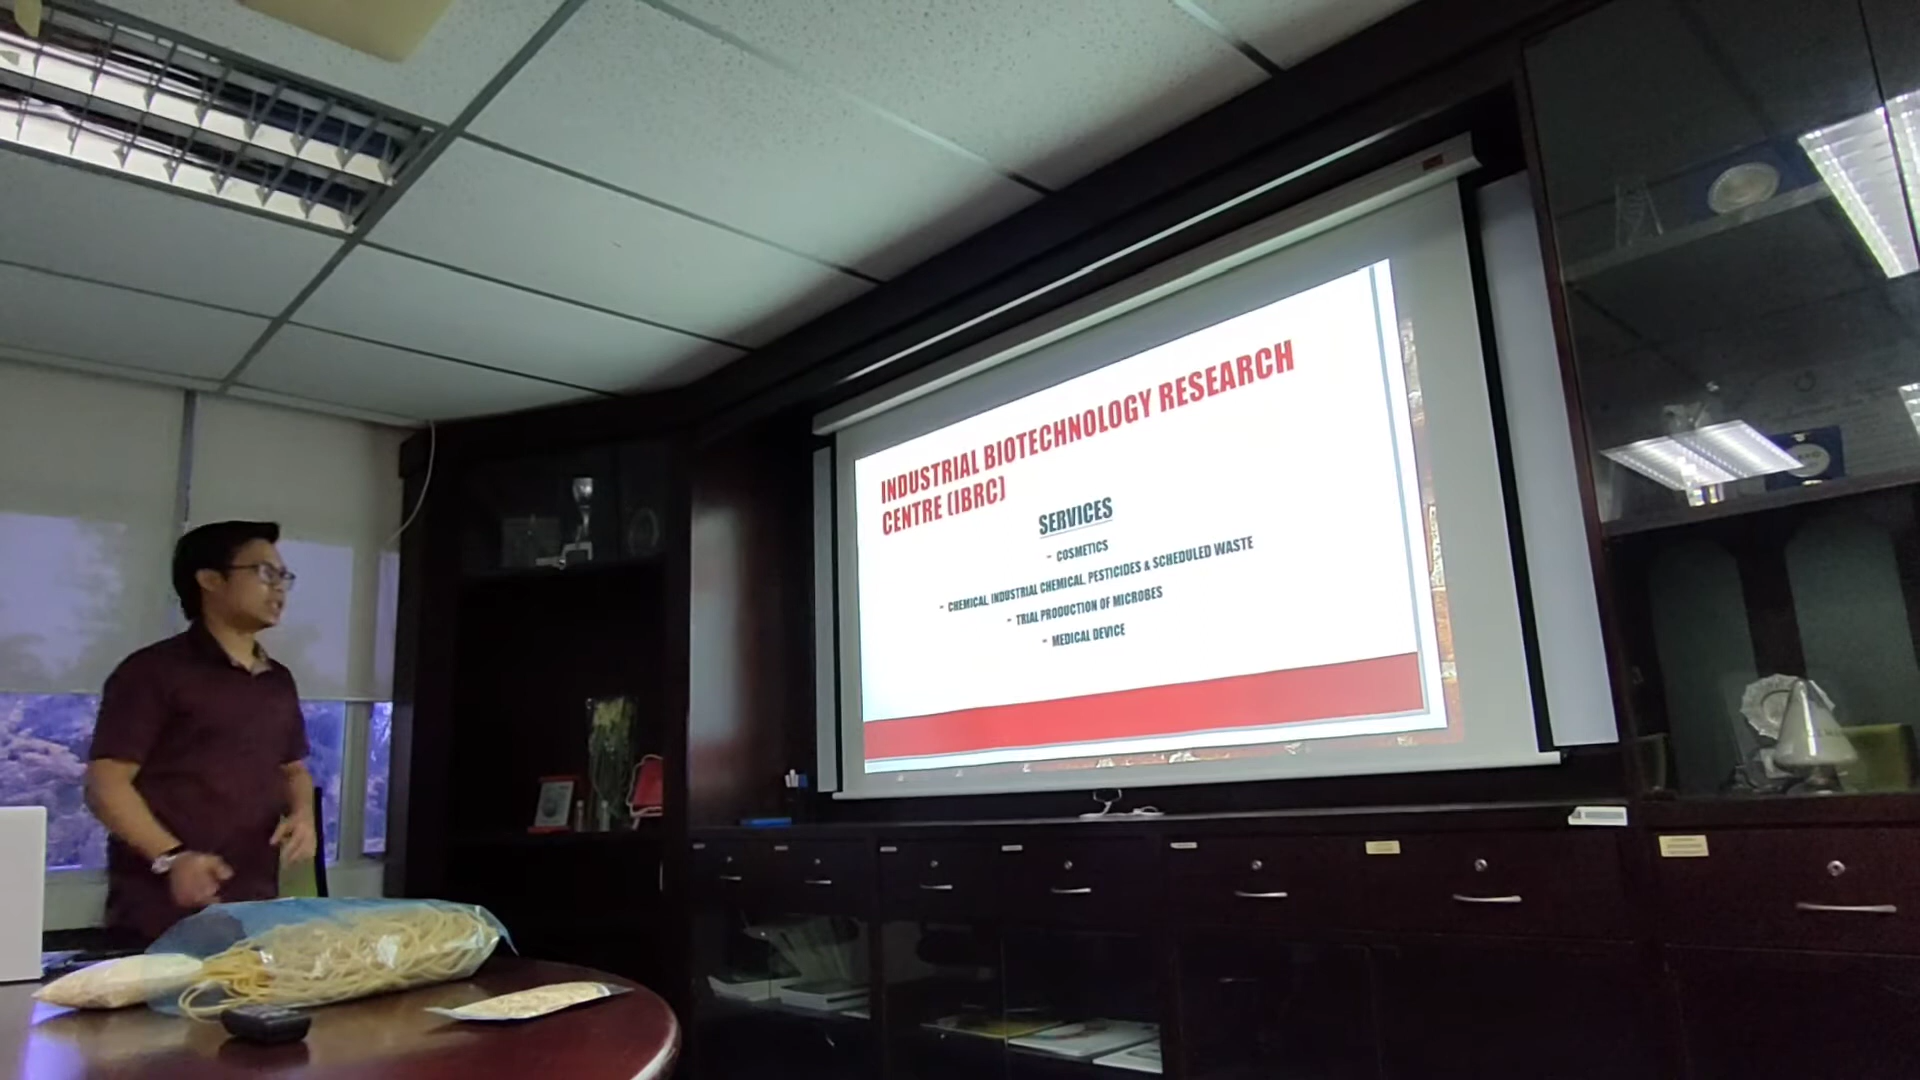 INDUSTRIAL BIOTECHNOLOGY RESEARCH
CENTRE (IBRC)
SERVICES
- COSMETICS
- CHEMICAL, INDUSTRIAL CHEMICAL, PESTICIDES & SCHEDULED WASTE
- TRIAL PRODUCTION OF MICROBES
- MEDICAL DEVICE